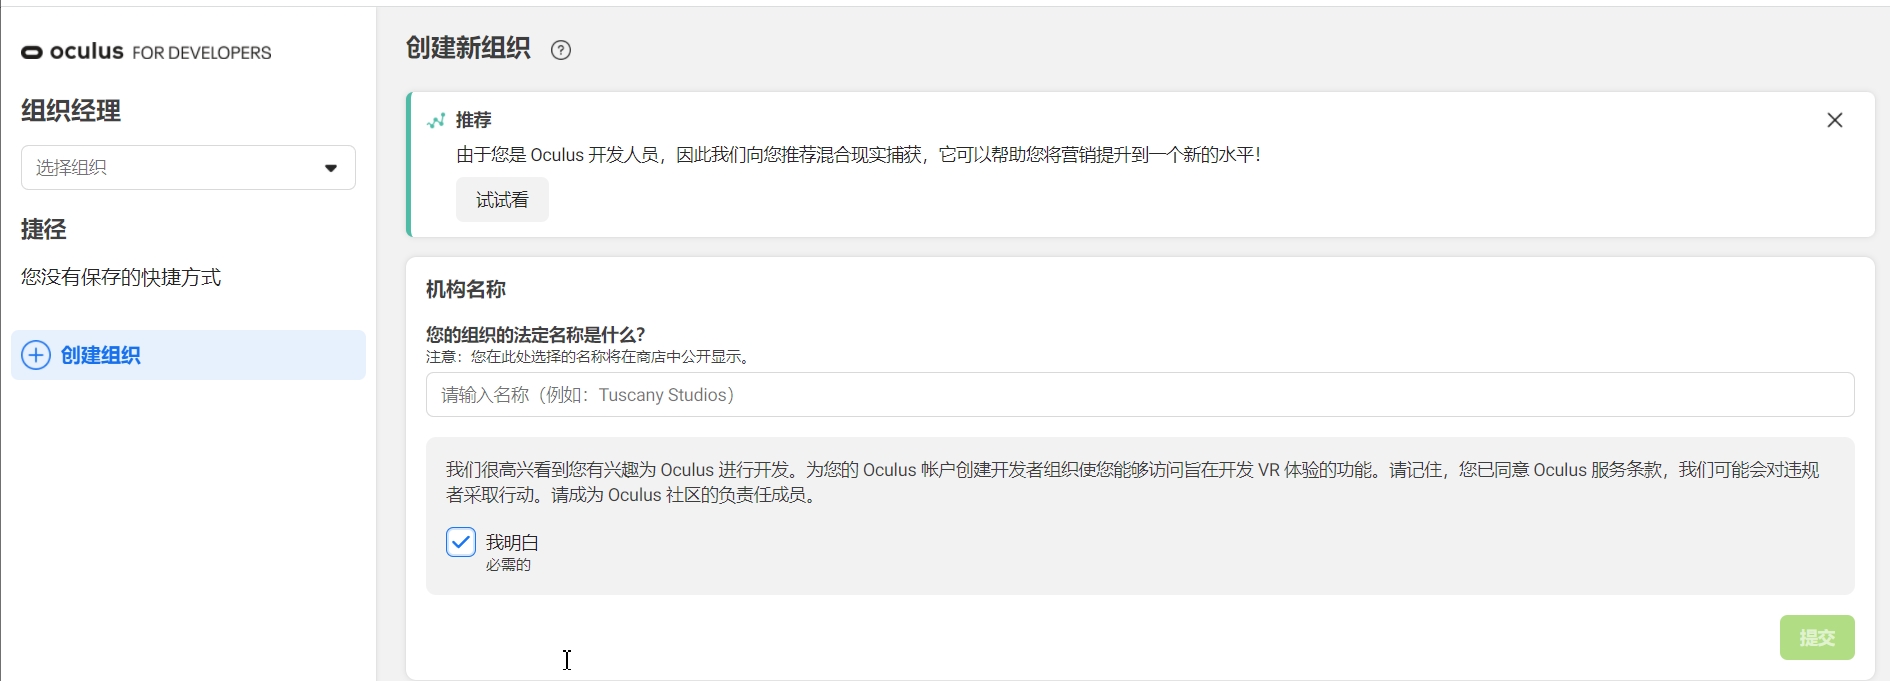 oculus FOR DEVELOPERS
组织经理
选择组织
捷径
您没有保存的快捷方式
创建组织
创建新组织 ?
推荐
由于您是 Oculus 开发人员，因此我们向您推荐混合现实捕获，它可以帮助您将营销提升到一个新的水平！
试试看
机构名称
您的组织的法定名称是什么？
注意：您在此处选择的名称将在商店中公开显示。
请输入名称（例如：Tuscany Studios）
我们很高兴看到您有兴趣为 Oculus 进行开发。为您的 Oculus 帐户创建开发者组织使您能够访问旨在开发 VR 体验的功能。请记住，您已同意 Oculus 服务条款，我们可能会对违规
者采取行动。请成为 Oculus 社区的负责任成员。
我明白
必需的
提交